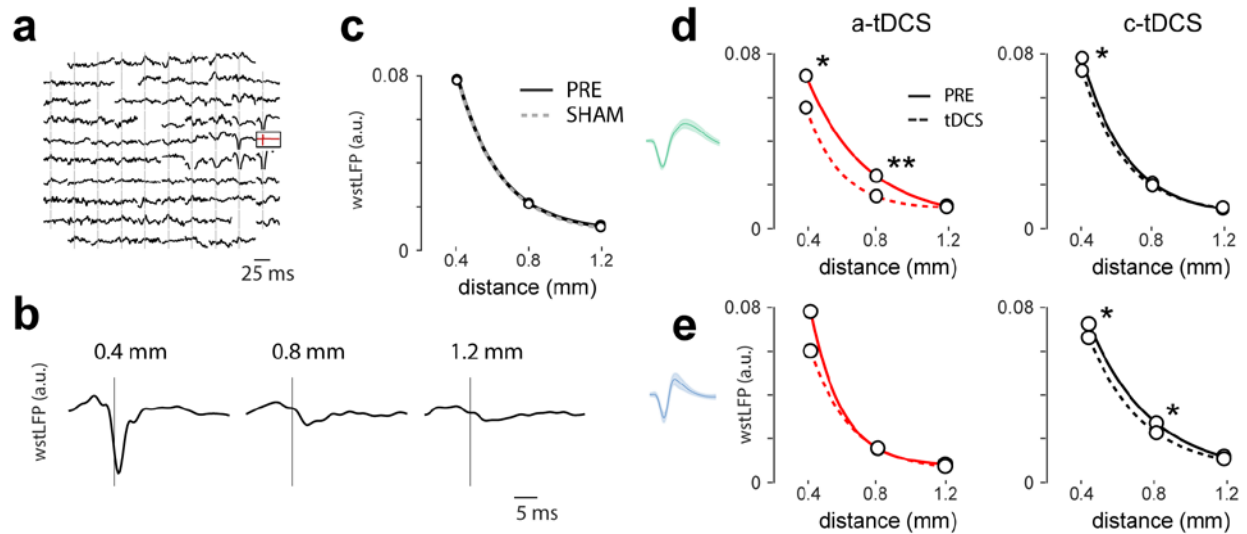 a
25 ms
b
0.4 mm
0.8 mm
1.2 mm
wstLFP (a.u.)
5 ms
c
0.08
PRE
SHAM
wstLFP (a.u.)
0
0.4
0.8
1.2
distance (mm)
d
a-tDCS
0.08
*
**
0
0.4
0.8
1.2
distance (mm)
c-tDCS
0.08
*
PRE
tDCS
0
0.4
0.8
1.2
distance (mm)
e
0.08
wstLFP (a.u.)
0
0.4
0.8
1.2
distance (mm)
0.08
*
*
0
0.4
0.8
1.2
distance (mm)